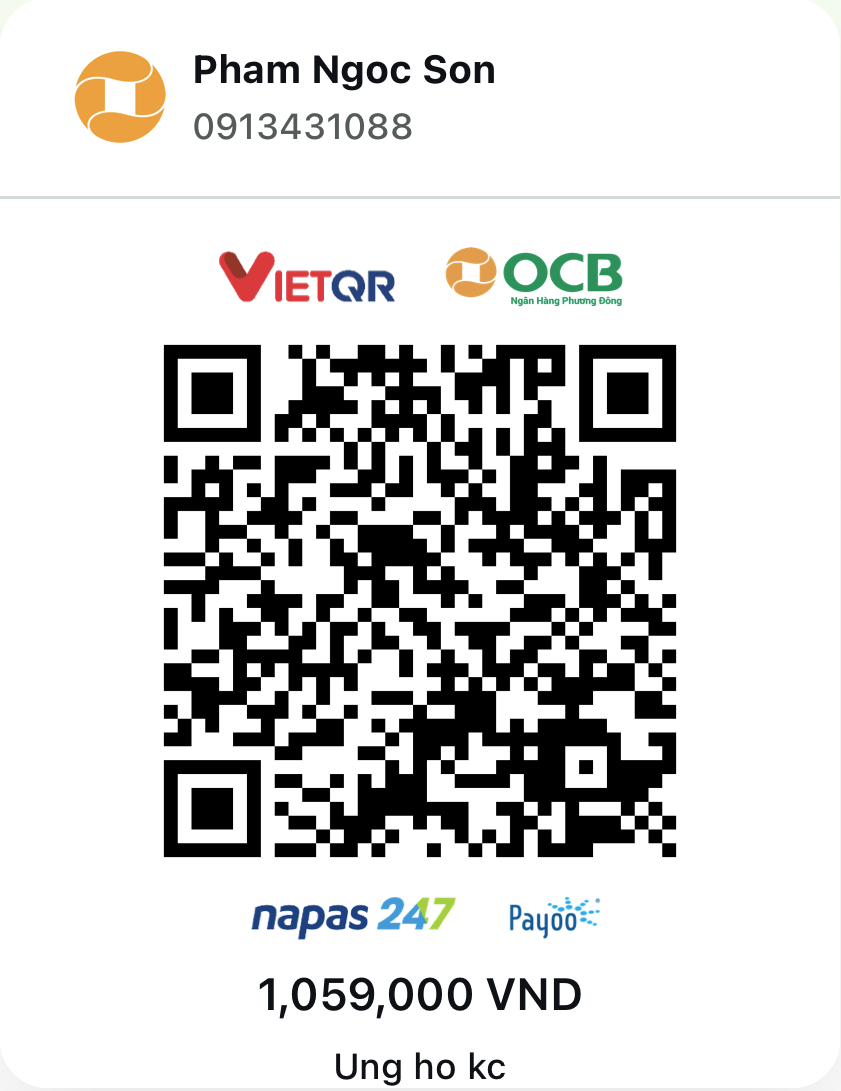 Pham Ngoc Son
0913431088
VIETQR
OCB
Ngân Hàng Phương Đông
napas 247
Payoo
1,059,000 VND
Ung ho kc